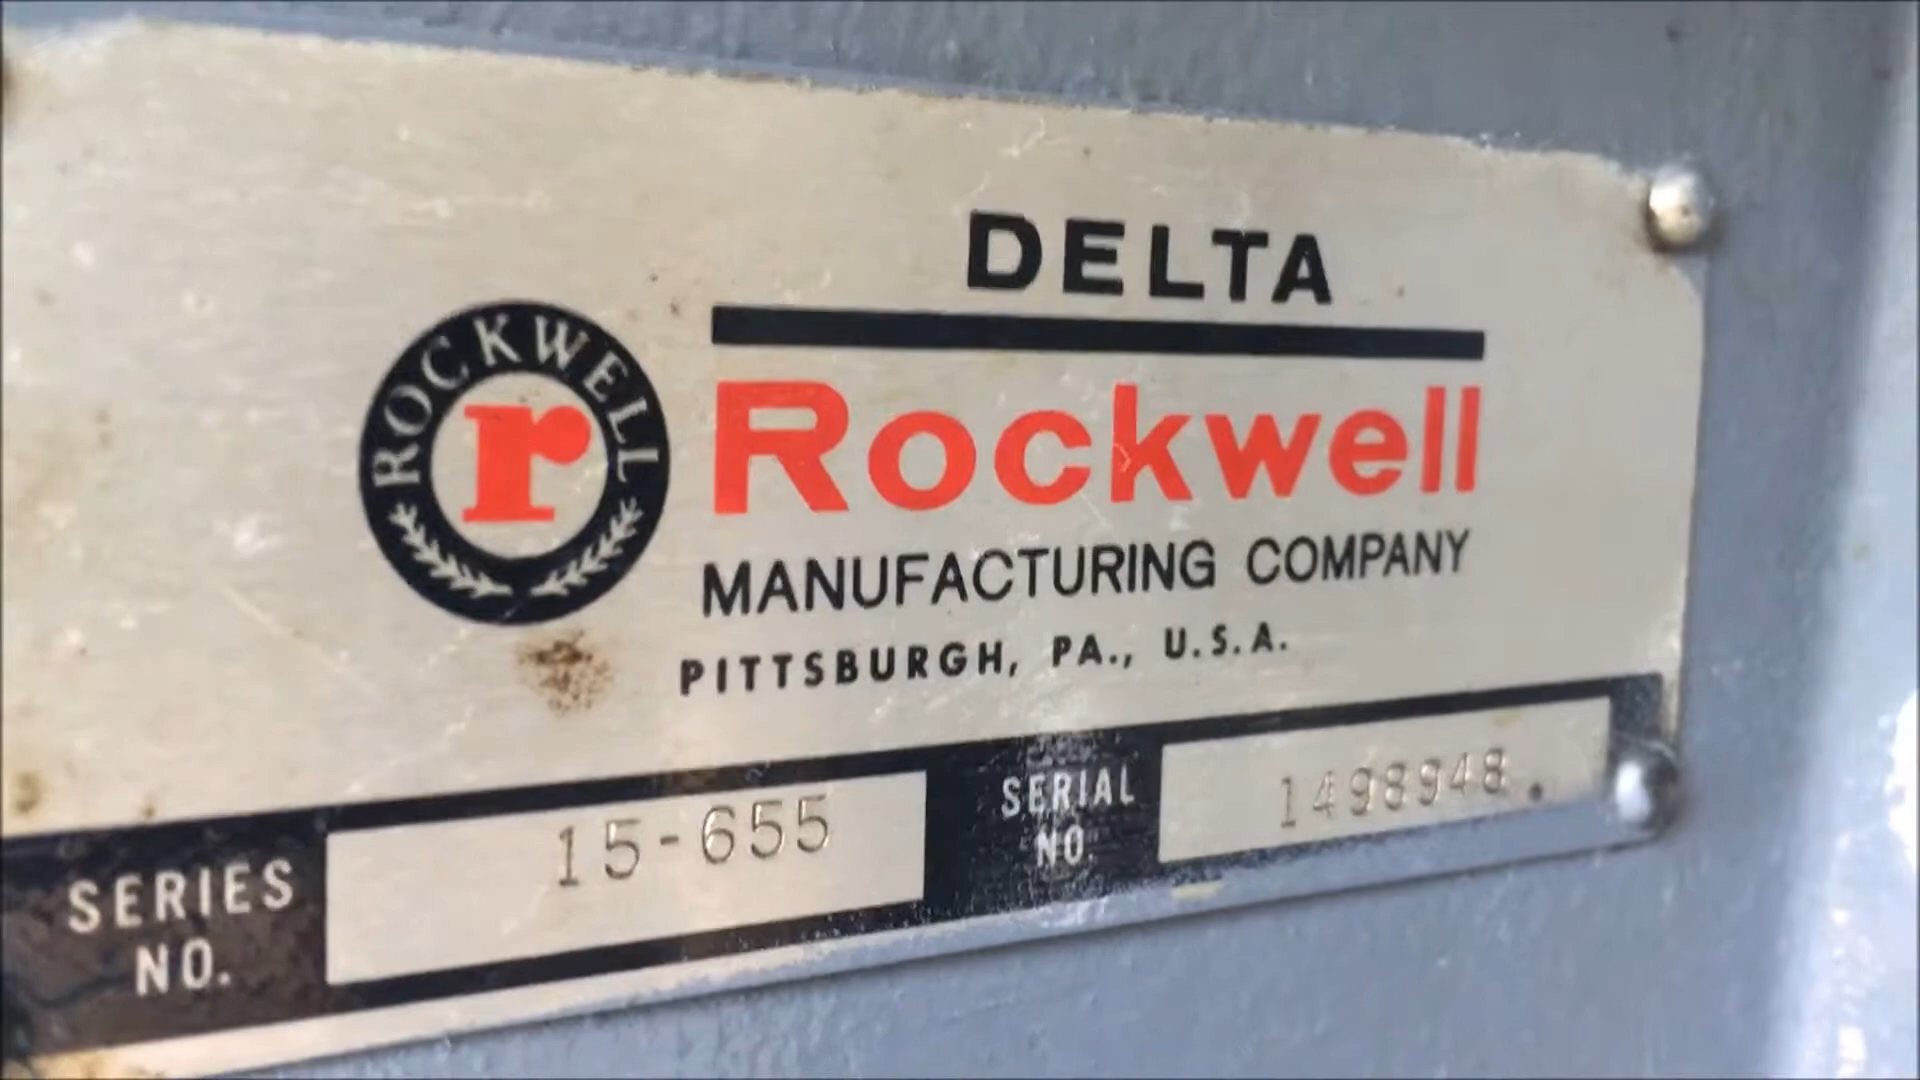 DELTA
ROCKWELL
r
Rockwell
MANUFACTURING COMPANY
PITTSBURGH, PA., U.S.A.
SERIES NO.
15-655
SERIAL NO.
1498948.